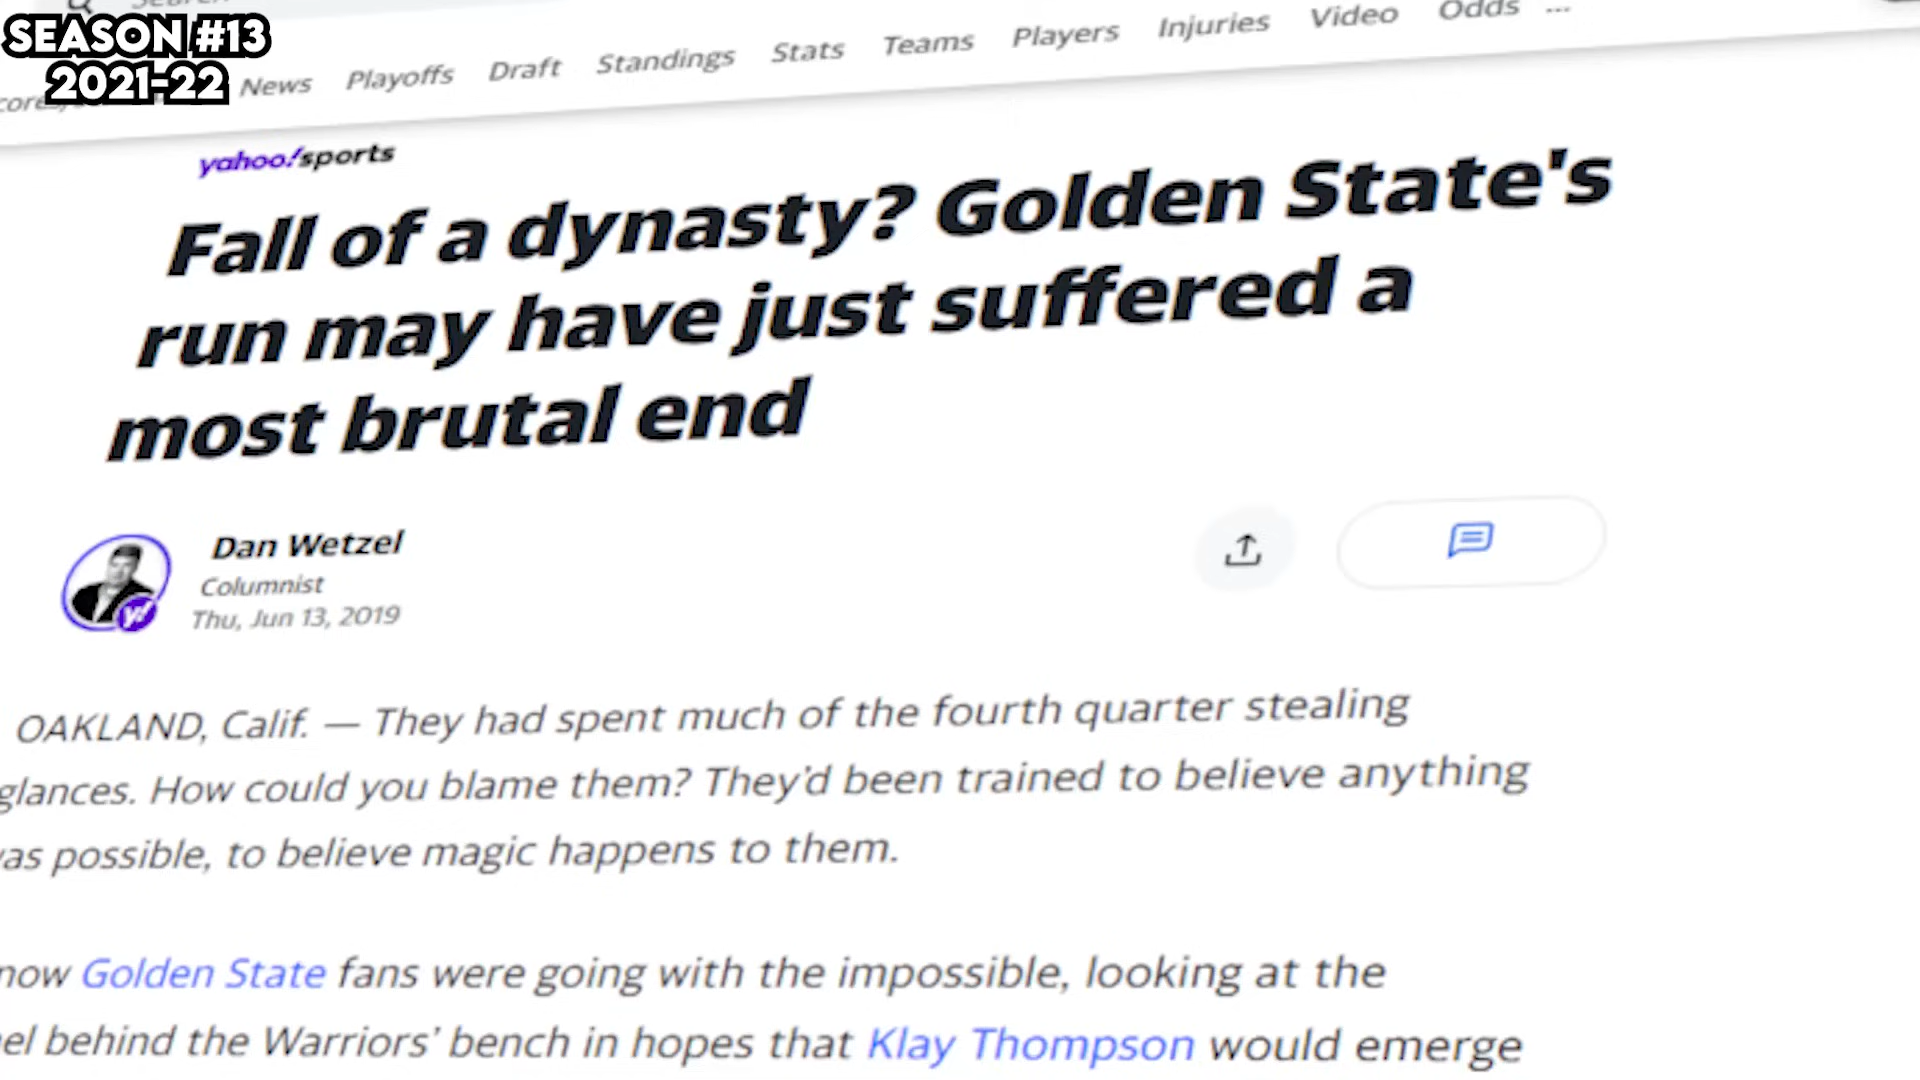 SEASON #13
2021-22
News Playoffs Draft Standings Stats Teams Players Injuries Video Odds ...
yahoo!sports
Fall of a dynasty? Golden State's
run may have just suffered a
most brutal end
Dan Wetzel
Columnist
Thu, Jun 13, 2019
OAKLAND, Calif. — They had spent much of the fourth quarter stealing
glances. How could you blame them? They’d been trained to believe anything
was possible, to believe magic happens to them.
now Golden State fans were going with the impossible, looking at the
behind the Warriors’ bench in hopes that Klay Thompson would emerge